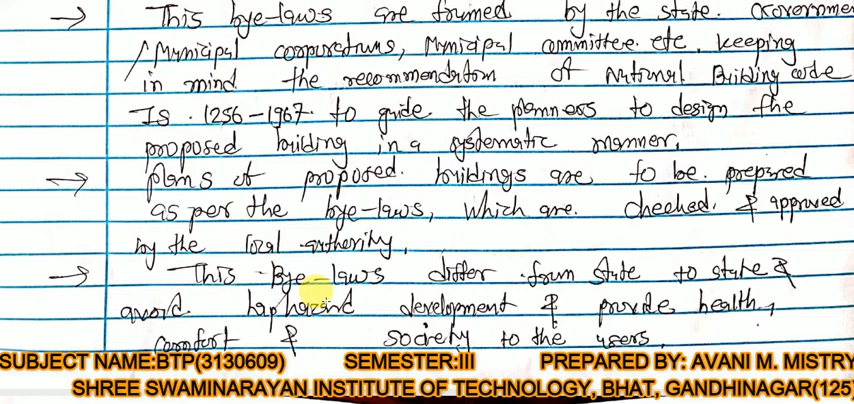 → This bye-laws are framed by the state. Governme
/ Municipal corporations, Municipal committee etc. keeping
in mind the recommendation of National Building code
Is. 1256-1967. to guide the planners to design the
proposed building in a systematic manner.
→ plans of proposed. buildings are to be. prepared
as per the bye-laws, which are. checked. & approved
by the local authority.
→ This Bye-laws differ from state to state &
avoid haphazard development & provide health,
comfort & society to the users.
SUBJECT NAME:BTP(3130609) SEMESTER:III PREPARED BY: AVANI M. MISTRY
SHREE SWAMINARAYAN INSTITUTE OF TECHNOLOGY, BHAT, GANDHINAGAR(125)